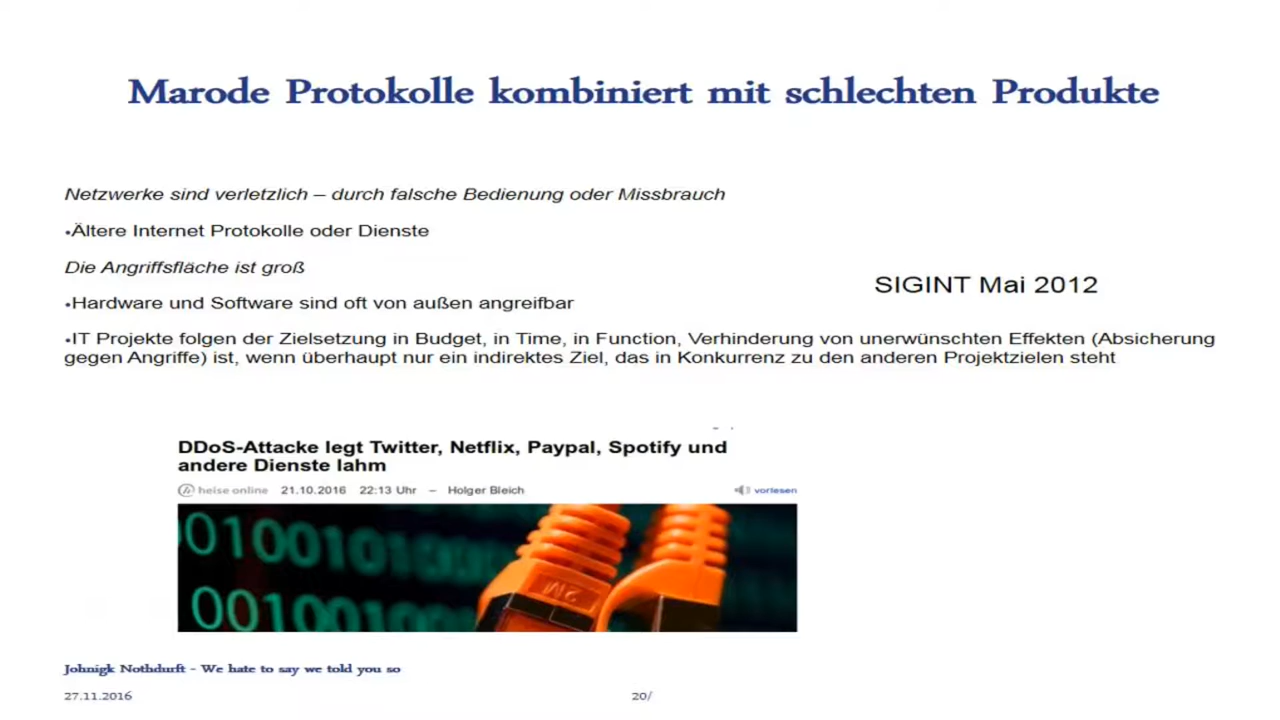 Marode Protokolle kombiniert mit schlechten Produkte
Netzwerke sind verletzlich – durch falsche Bedienung oder Missbrauch
•Ältere Internet Protokolle oder Dienste
Die Angriffsfläche ist groß
SIGINT Mai 2012
•Hardware und Software sind oft von außen angreifbar
•IT Projekte folgen der Zielsetzung in Budget, in Time, in Function, Verhinderung von unerwünschten Effekten (Absicherung
gegen Angriffe) ist, wenn überhaupt nur ein indirektes Ziel, das in Konkurrenz zu den anderen Projektzielen steht
DDoS-Attacke legt Twitter, Netflix, Paypal, Spotify und
andere Dienste lahm
heise online 21.10.2016 22:13 Uhr – Holger Bleich vorlesen
001001010000
001001000
2M
Johnigk Nothdurft - We hate to say we told you so
27.11.2016 20/